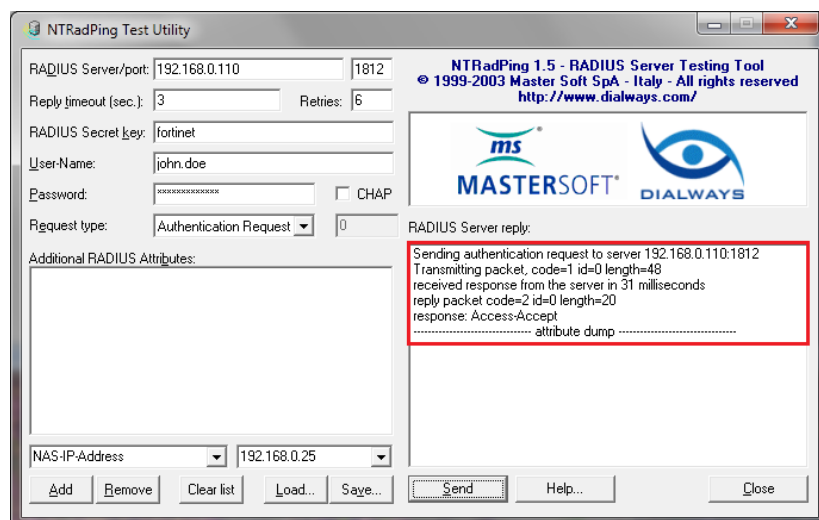 NTRadPing Test Utility
RADIUS Server/port: 192.168.0.110 1812
Reply timeout (sec.): 3 Retries: 6
RADIUS Secret key: fortinet
User-Name: john.doe
Password: xxxxxxxxxxxxx CHAP
Request type: Authentication Request 0
Additional RADIUS Attributes:
NAS-IP-Address 192.168.0.25
Add Remove Clear list Load... Save...
NTRadPing 1.5 - RADIUS Server Testing Tool
© 1999-2003 Master Soft SpA - Italy - All rights reserved
http://www.dialways.com/
ms
MASTERSOFT
DIALWAYS
RADIUS Server reply:
Sending authentication request to server 192.168.0.110:1812
Transmitting packet, code=1 id=0 length=48
received response from the server in 31 milliseconds
reply packet code=2 id=0 length=20
response: Access-Accept
-------------------------------- attribute dump --------------------------------
Send Help... Close